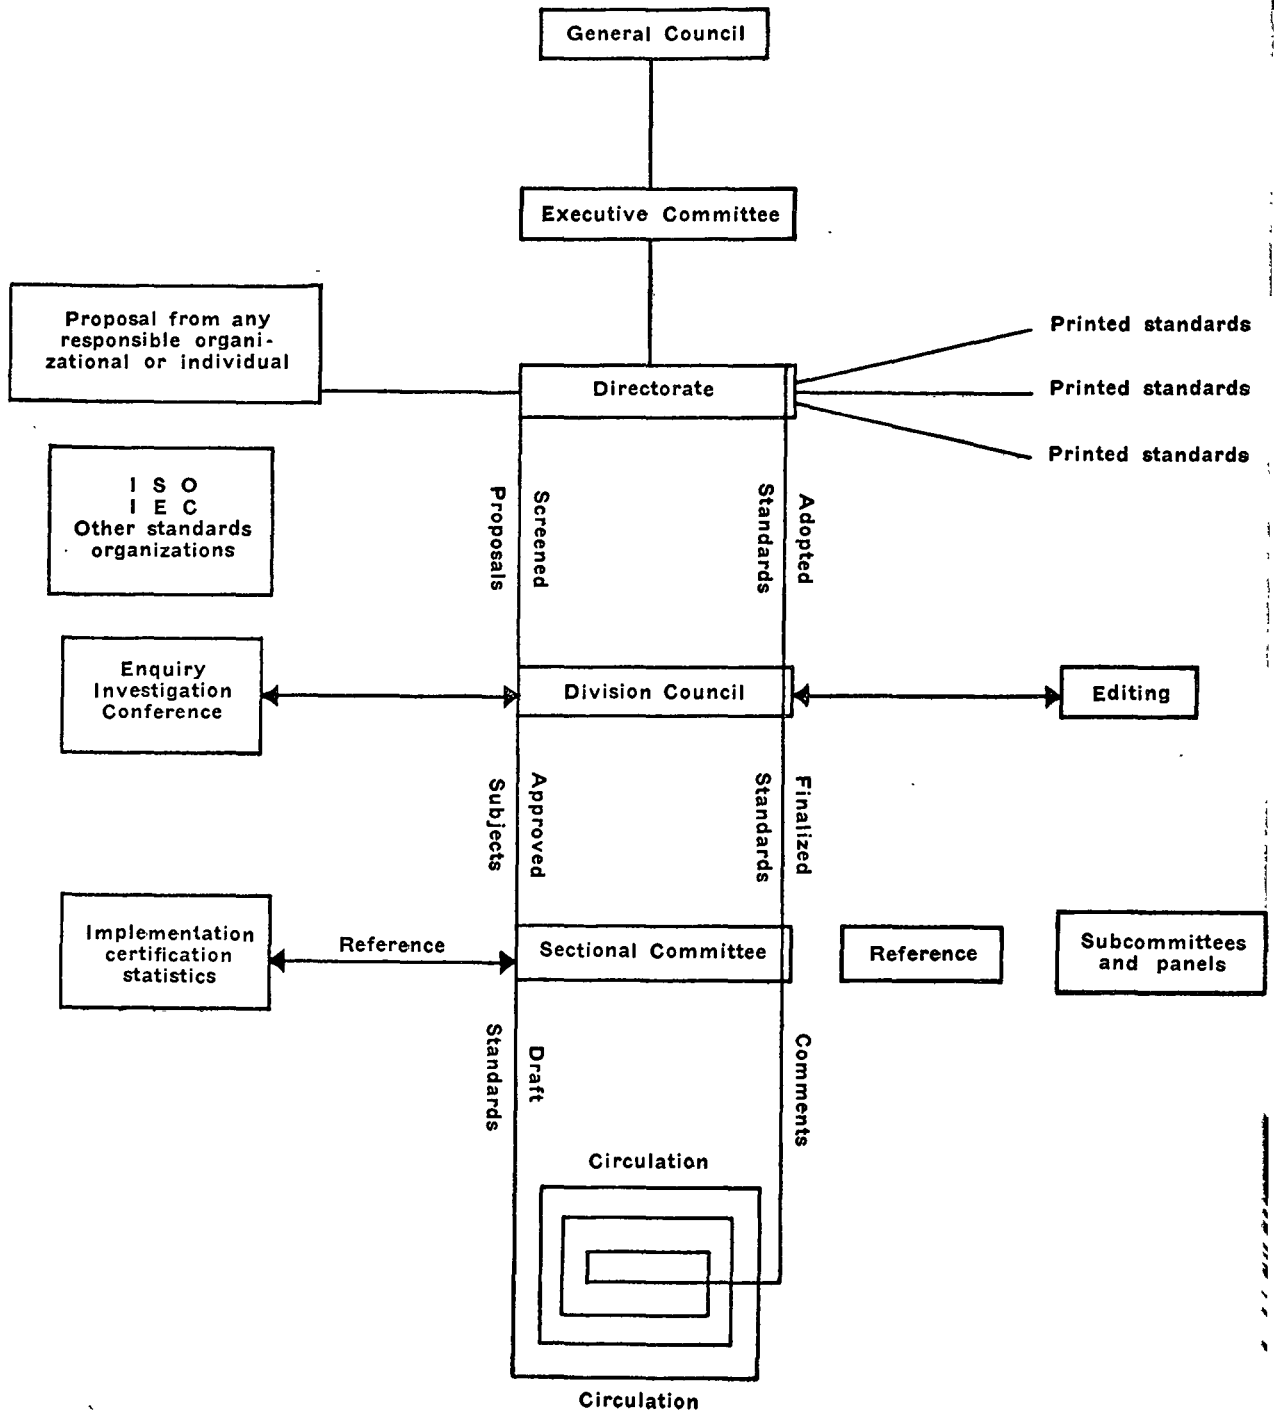 General Council
Executive Committee
Proposal from any
responsible organi-
zational or individual
Directorate
Printed standards
Printed standards
Printed standards
I S O
I E C
Other standards
organizations
Proposals
Screened
Standards
Adopted
Enquiry
Investigation
Conference
Division Council
Editing
Subjects
Approved
Standards
Finalized
Implementation
certification
statistics
Reference
Sectional Committee
Reference
Subcommittees
and panels
Standards
Draft
Comments
Circulation
Circulation